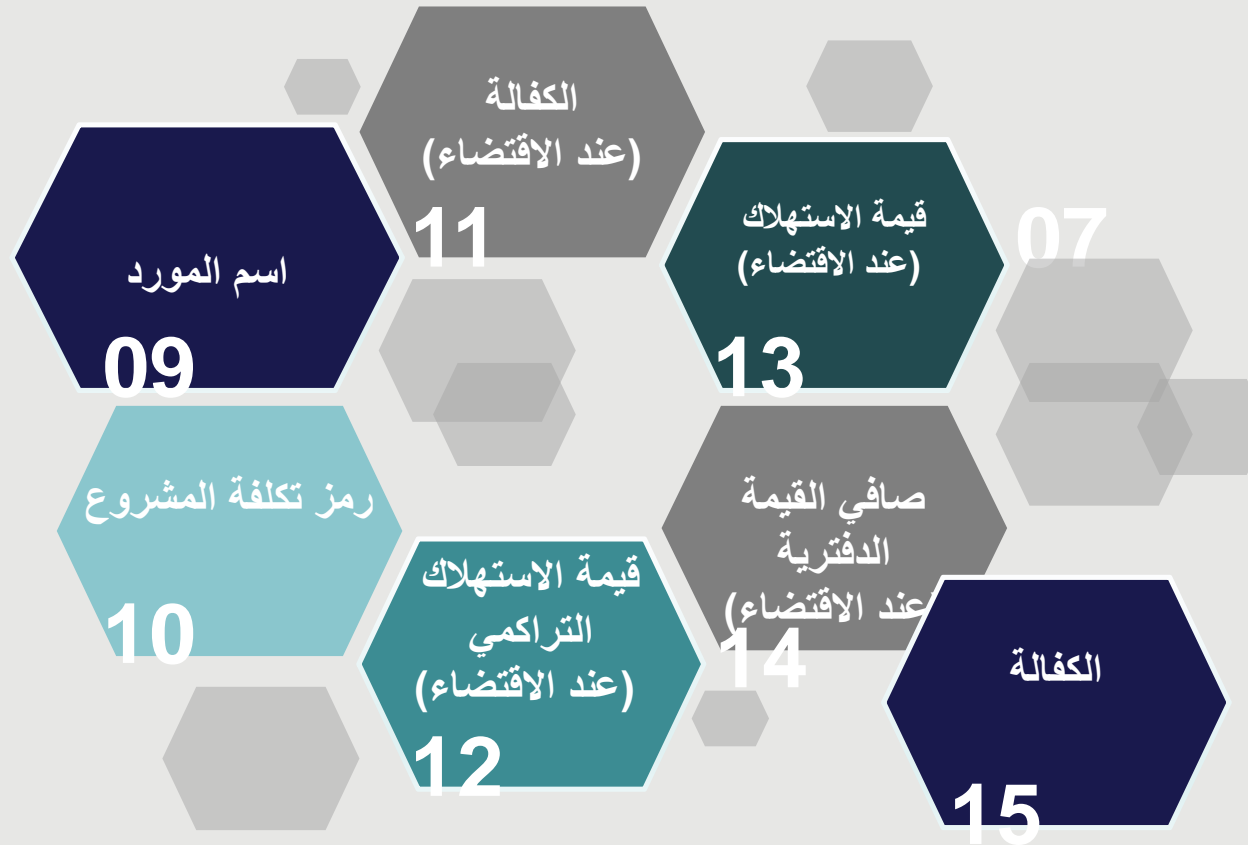 07
اسم المورد
09
رمز تكلفة المشروع
10
الكفالة
(عند الاقتضاء)
11
قيمة الاستهلاك
التراكمي
(عند الاقتضاء)
12
قيمة الاستهلاك
(عند الاقتضاء)
13
صافي القيمة
الدفترية
(عند الاقتضاء)
14
الكفالة
15